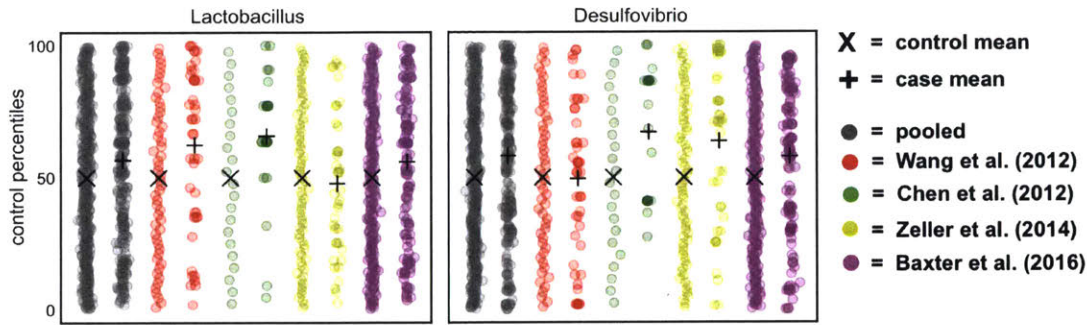 Lactobacillus
Desulfovibrio
control percentiles
100
50
0
X = control mean
+ = case mean
= pooled
= Wang et al. (2012)
= Chen et al. (2012)
= Zeller et al. (2014)
= Baxter et al. (2016)